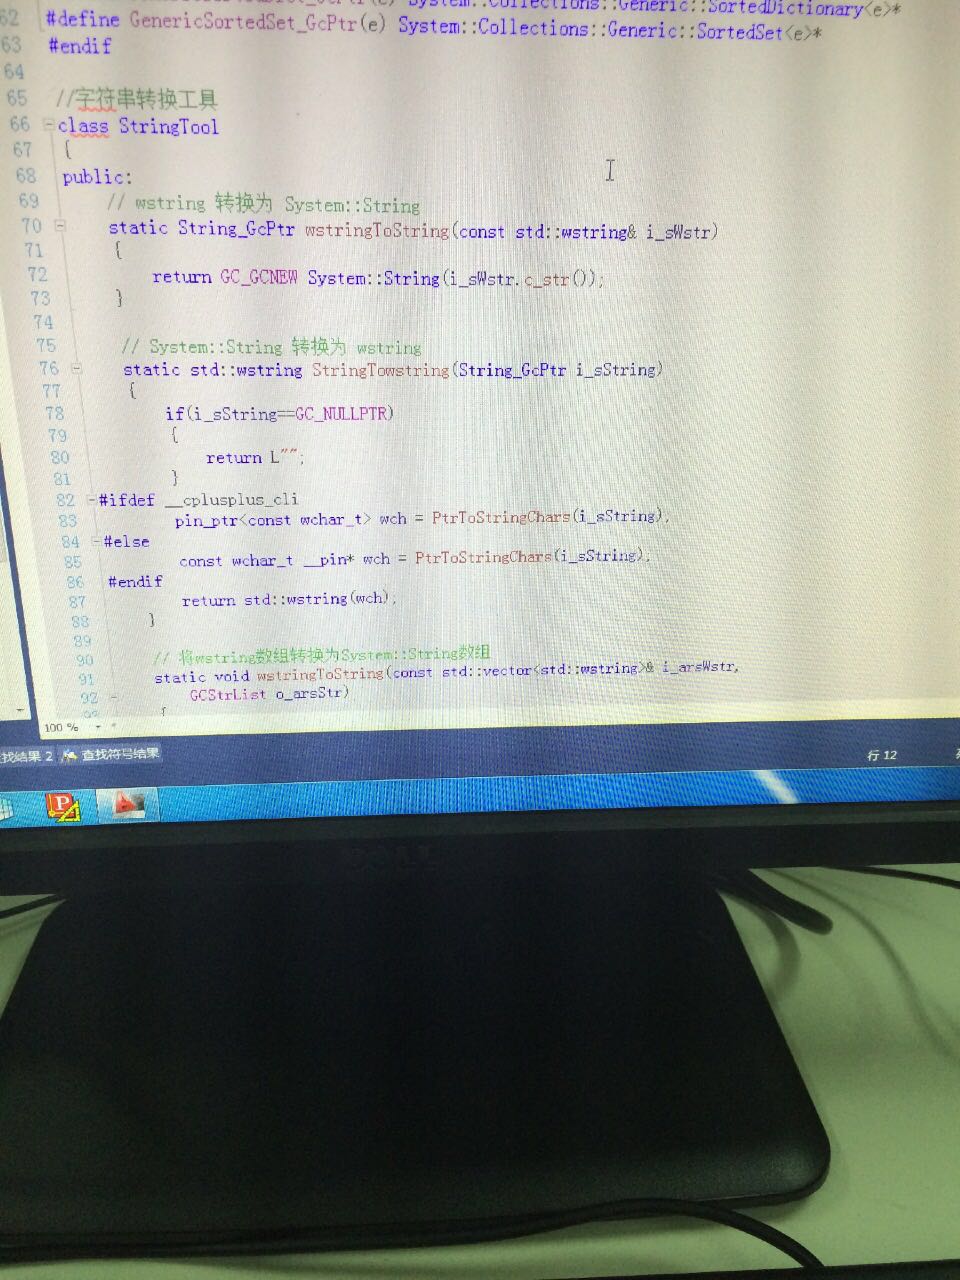 62 #define GenericSortedSet_GcPtr(e) System::Collections::Generic::SortedSet<e>*
63 #endif
64
65 //字符串转换工具
66 class StringTool
67 {
68 public:
69 // wstring 转换为 System::String
70 static String_GcPtr wstringToString(const std::wstring& i_sWstr)
71 {
72 return GC_GCNEW System::String(i_sWstr.c_str());
73 }
74
75 // System::String 转换为 wstring
76 static std::wstring StringTowstring(String_GcPtr i_sString)
77 {
78 if(i_sString==GC_NULLPTR)
79 {
80 return L"";
81 }
82 #ifdef __cplusplus_cli
83 pin_ptr<const wchar_t> wch = PtrToStringChars(i_sString);
84 #else
85 const wchar_t __pin* wch = PtrToStringChars(i_sString);
86 #endif
87 return std::wstring(wch);
88 }
89
90 // 将wstring数组转换为System::String数组
91 static void wstringToString(const std::vector<std::wstring>& i_arsWstr,
92 GCStrList o_arsStr)
{
100 %
找结果 2 查找符号结果 行 12
P
DELL